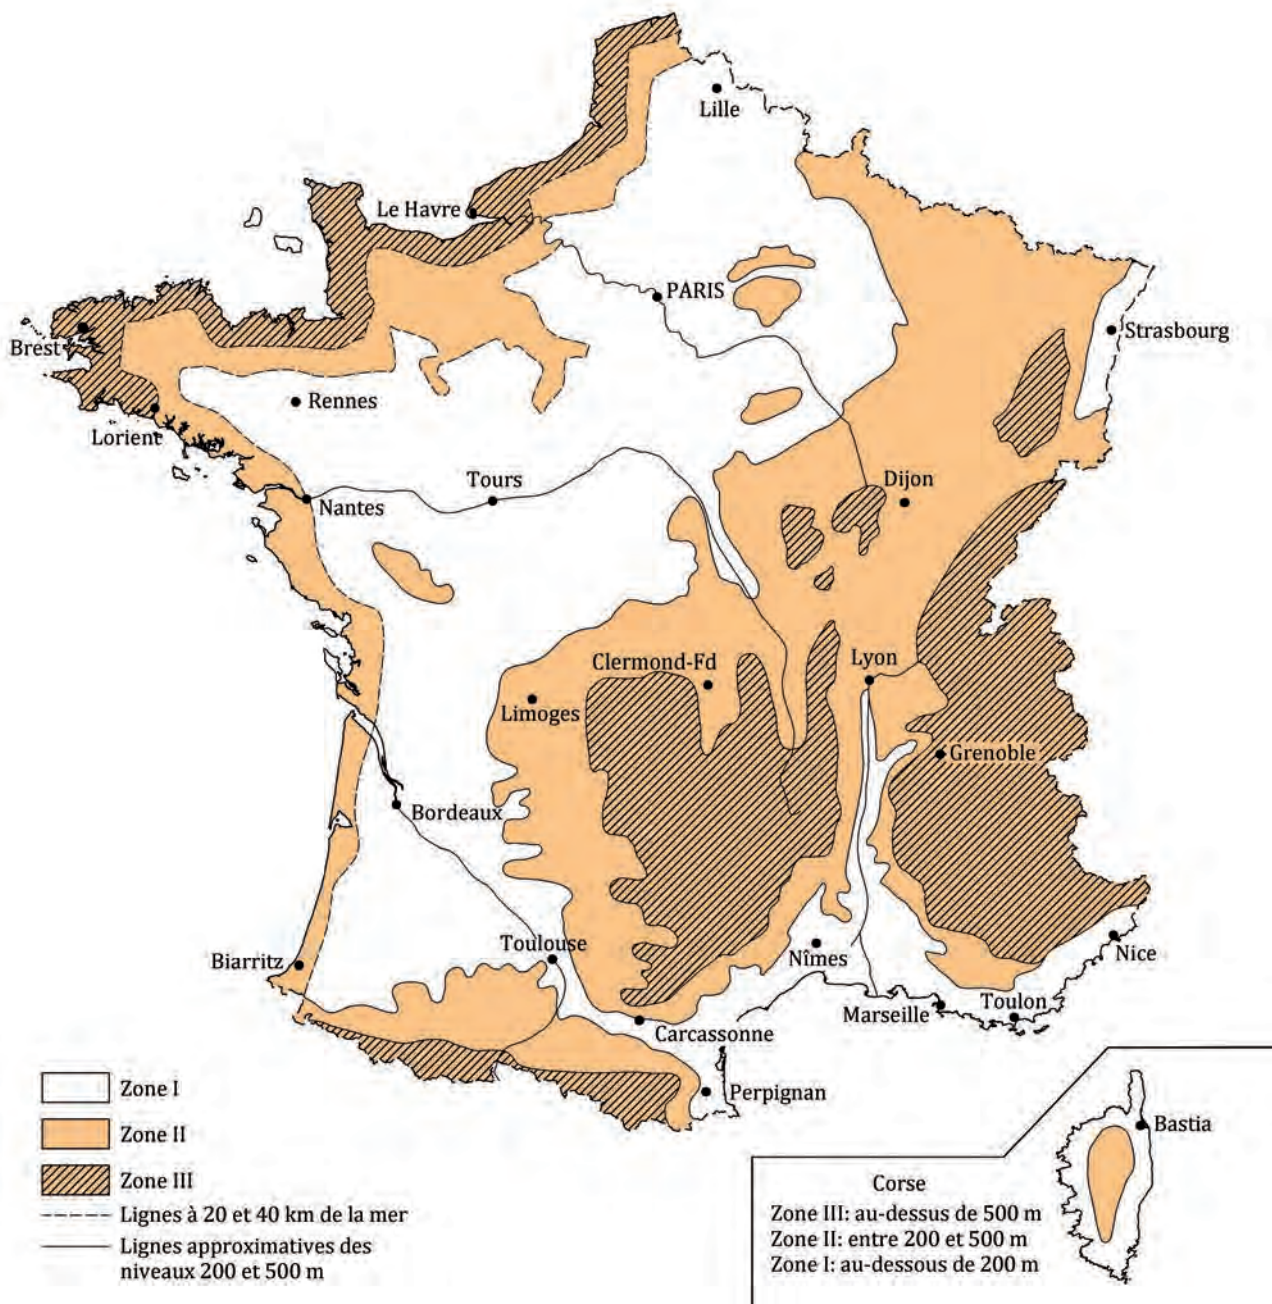 Lille
Le Havre
PARIS
Strasbourg
Brest
Rennes
Lorient
Tours
Dijon
Nantes
Clermond-Fd
Lyon
Limoges
Grenoble
Bordeaux
Toulouse
Biarritz
Nîmes
Nice
Marseille
Toulon
Carcassonne
Perpignan
Zone I
Zone II
Zone III
Lignes à 20 et 40 km de la mer
Lignes approximatives des
niveaux 200 et 500 m
Bastia
Corse
Zone III: au-dessus de 500 m
Zone II: entre 200 et 500 m
Zone I: au-dessous de 200 m